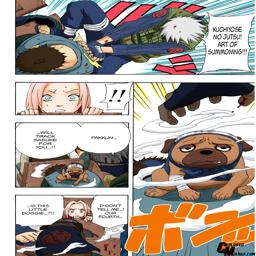 KUCHIYOSE
NO JUTSU!
ART OF
SUMMONING!!!
...!!
...WILL
TRACK
SASUKE FOR
YOU...!!
PAKKUN...
...IS THIS
LITTLE
DOGGIE...!?
D-DON'T
TELL ME...!
OUR
FOURTH...